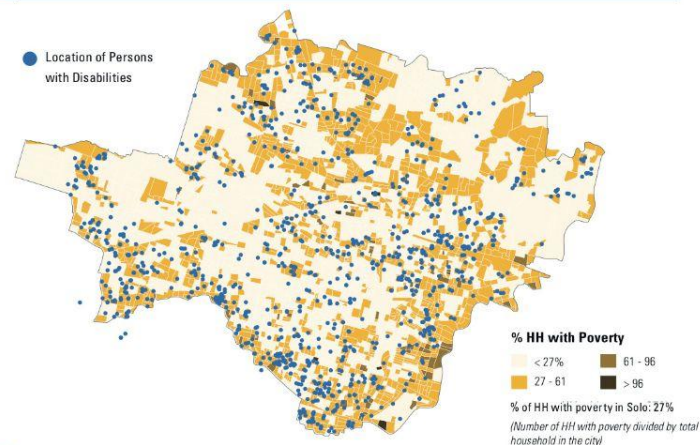 Location of Persons
with Disabilities
% HH with Poverty
< 27%
61 - 96
27 - 61
> 96
% of HH with poverty in Solo: 27%
(Number of HH with poverty divided by total
household in the city)